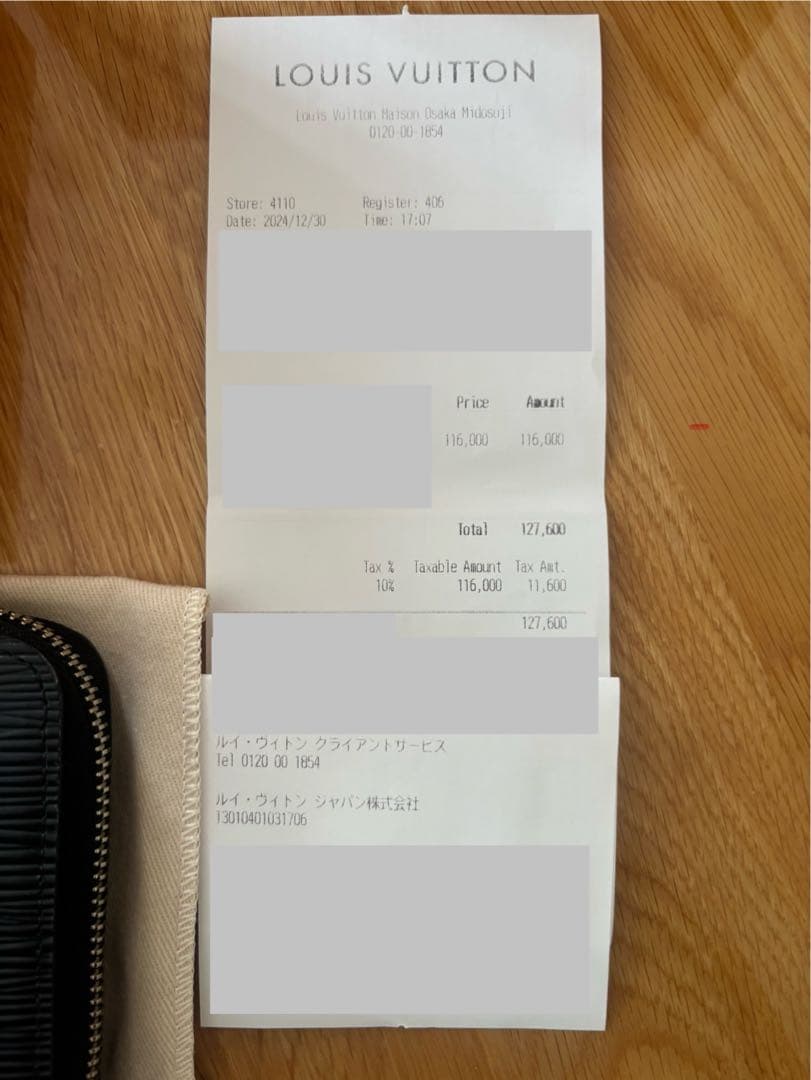 LOUIS VUITTON
Louis Vuitton Maison Osaka Midosuji
0120-00-1854
Store: 4110 Register: 406
Date: 2024/12/30 Time: 17:07
Price Amount
116,000 116,000
Total 127,600
Tax % Taxable Amount Tax Amt.
10% 116,000 11,600
127,600
ルイ・ヴィトン クライアントサービス
Tel 0120 00 1854
ルイ・ヴィトン ジャパン株式会社
13010401031706